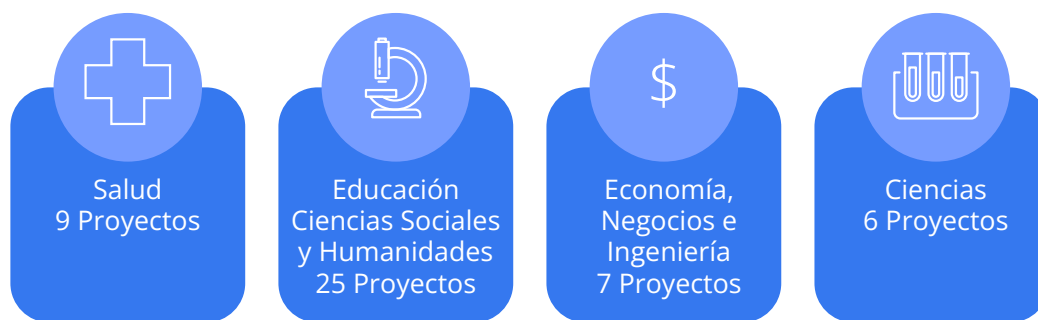 Salud
9 Proyectos
Educación
Ciencias Sociales
y Humanidades
25 Proyectos
$
Economía,
Negocios e
Ingeniería
7 Proyectos
Ciencias
6 Proyectos